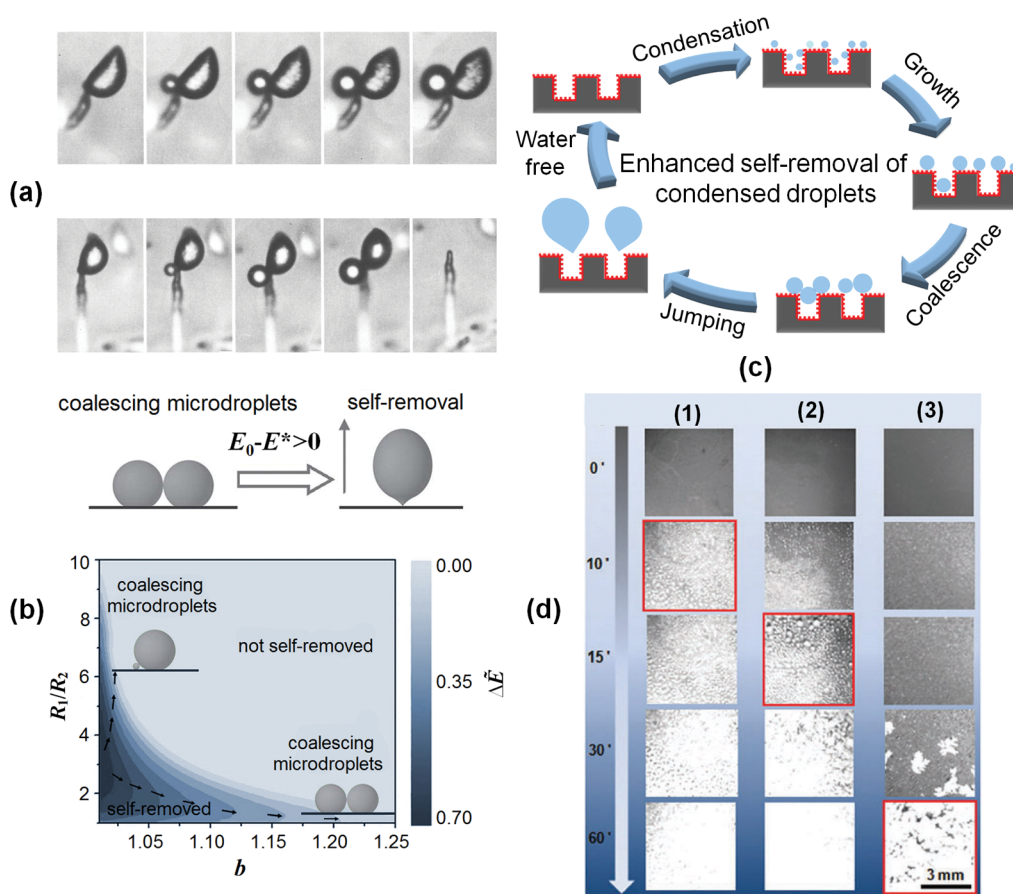 (a)
Condensation
Growth
Coalescence
Jumping
Water
free
Enhanced self-removal of
condensed droplets
(c)
coalescing microdroplets
self-removal
E₀-E*>0
(b)
10
8
6
4
2
R₁/R₂
1.05
1.10
1.15
1.20
1.25
b
coalescing
microdroplets
not self-removed
coalescing
microdroplets
self-removed
0.00
0.35
0.70
ΔẼ
(d)
(1)
(2)
(3)
0'
10'
15'
30'
60'
3 mm